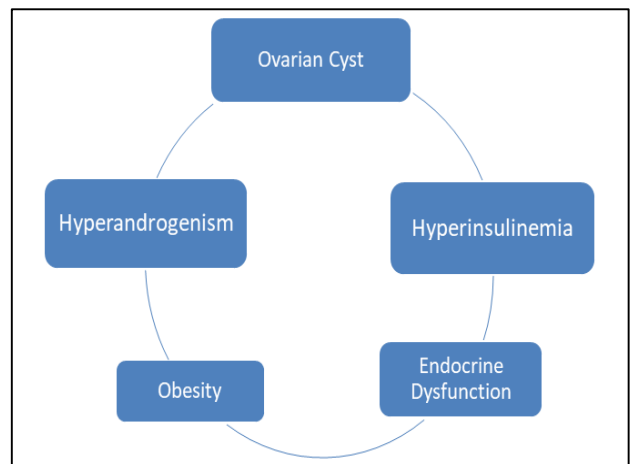 Ovarian Cyst
Hyperandrogenism
Hyperinsulinemia
Endocrine
Dysfunction
Obesity